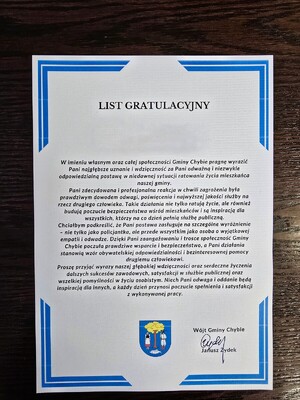 LIST GRATULACYJNY
W imieniu własnym oraz całej społeczności Gminy Chybie pragnę wyrazić
Pani najgłębsze uznanie i wdzięczność za Pani odważną i niezwykle
odpowiedzialną postawę w niedawnej sytuacji ratowania życia mieszkańca
naszej gminy.
Pani zdecydowana i profesjonalna reakcja w chwili zagrożenia była
prawdziwym dowodem odwagi, poświęcenia i najwyższej jakości służby na
rzecz drugiego człowieka. Takie działania nie tylko ratują życie, ale również
budują poczucie bezpieczeństwa wśród mieszkańców i są inspiracją dla
wszystkich, którzy na co dzień pełnią służbę publiczną.
Chciałbym podkreślić, że Pani postawa zasługuje na szczególne wyróżnienie
– nie tylko jako policjantki, ale przede wszystkim jako osoba o wyjątkowej
empatii i odwadze. Dzięki Pani zaangażowaniu i trosce społeczność Gminy
Chybie poczuła prawdziwe wsparcie i bezpieczeństwo, a Pani działania
stanowią wzór obywatelskiej odpowiedzialności i bezinteresownej pomocy
drugiemu człowiekowi.
Proszę przyjąć wyrazy naszej głębokiej wdzięczności oraz serdeczne życzenia
dalszych sukcesów zawodowych, satysfakcji w służbie publicznej oraz
wszelkiej pomyślności w życiu osobistym. Niech Pani odwaga i oddanie będą
inspiracją dla innych, a każdy dzień przynosi poczucie spełnienia i satysfakcji
z wykonywanej pracy.
Wójt Gminy Chybie
Janusz Żydek